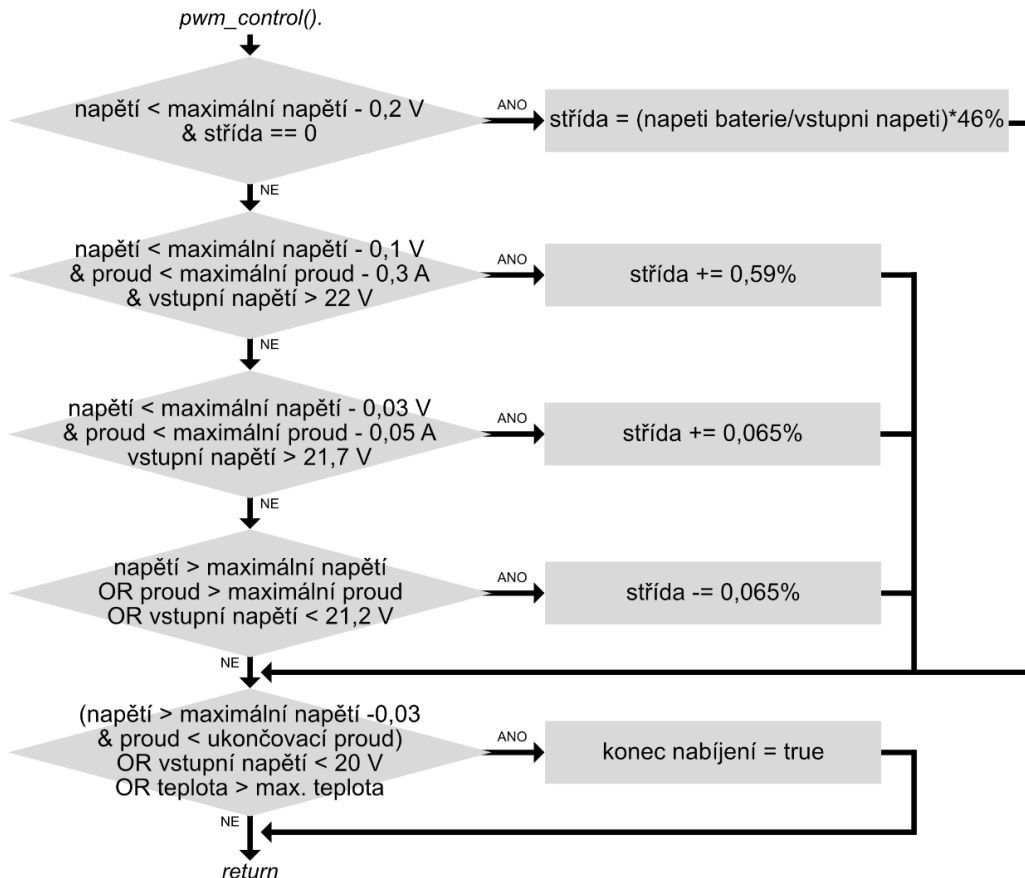 pwm_control().
napětí < maximální napětí - 0,2 V
& střída == 0
ANO
střída = (napeti baterie/vstupni napeti)*46%
NE
napětí < maximální napětí - 0,1 V
& proud < maximální proud - 0,3 A
& vstupní napětí > 22 V
ANO
střída += 0,59%
NE
napětí < maximální napětí - 0,03 V
& proud < maximální proud - 0,05 A
vstupní napětí > 21,7 V
ANO
střída += 0,065%
NE
napětí > maximální napětí
OR proud > maximální proud
OR vstupní napětí < 21,2 V
ANO
střída -= 0,065%
NE
(napětí > maximální napětí -0,03
& proud < ukončovací proud)
OR vstupní napětí < 20 V
OR teplota > max. teplota
ANO
konec nabíjení = true
NE
return